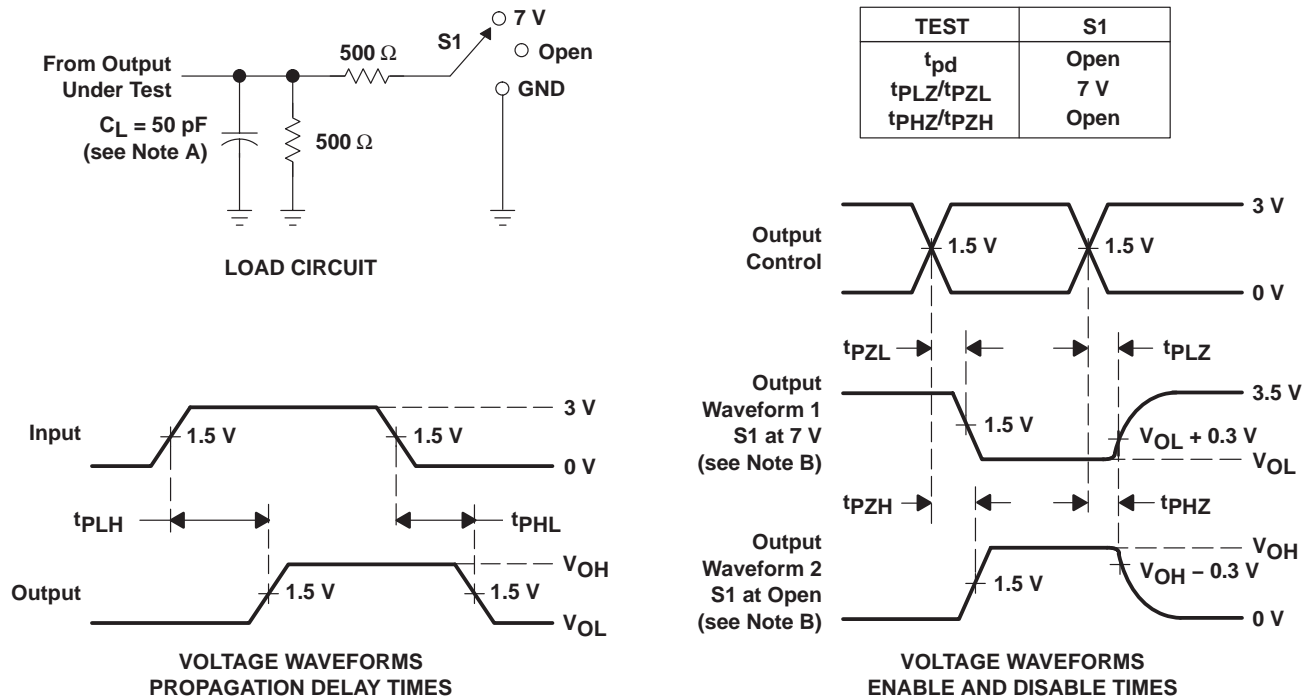 7 V
S1
Open
500 Ω
From Output
Under Test
GND
CL = 50 pF
(see Note A)
500 Ω
LOAD CIRCUIT
TEST S1
tpd Open
tPLZ/tPZL 7 V
tPHZ/tPZH Open
Output
Control
3 V
1.5 V
1.5 V
0 V
tPZL
tPLZ
Output
Waveform 1
S1 at 7 V
(see Note B)
3.5 V
1.5 V
VOL + 0.3 V
VOL
tPZH
tPHZ
Output
Waveform 2
S1 at Open
(see Note B)
VOH
1.5 V
VOH – 0.3 V
0 V
VOLTAGE WAVEFORMS
ENABLE AND DISABLE TIMES
Input
3 V
1.5 V
1.5 V
0 V
tPLH
tPHL
Output
VOH
1.5 V
1.5 V
VOL
VOLTAGE WAVEFORMS
PROPAGATION DELAY TIMES